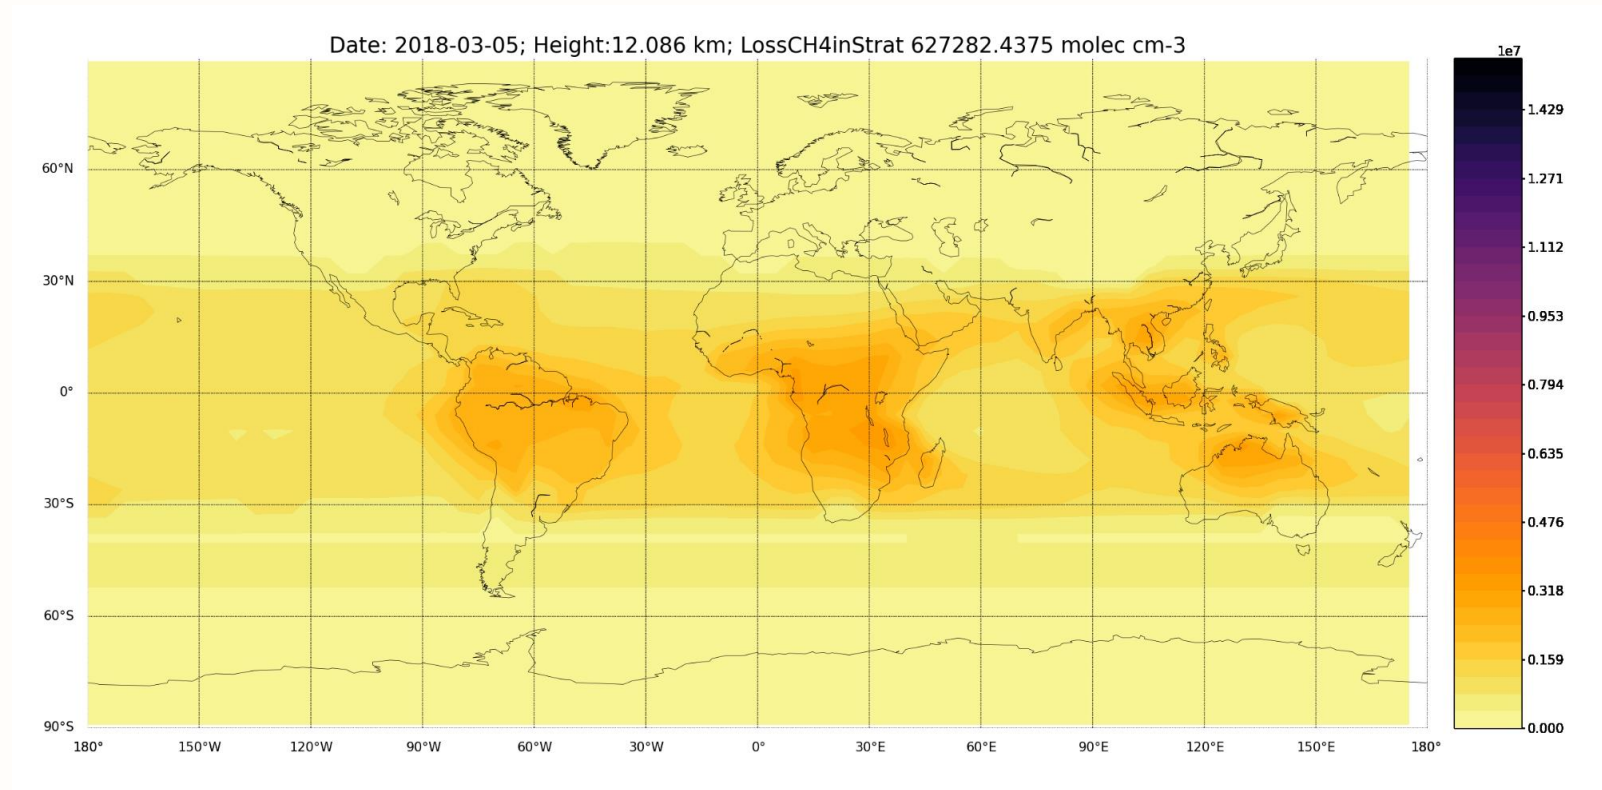 Date: 2018-03-05; Height:12.086 km; LossCH4inStrat 627282.4375 molec cm-3
1e7
1.429
60°N
1.271
1.112
30°N
0.953
0°
0.794
0.635
30°S
0.476
0.318
60°S
0.159
90°S
0.000
180° 150°W 120°W 90°W 60°W 30°W 0° 30°E 60°E 90°E 120°E 150°E 180°